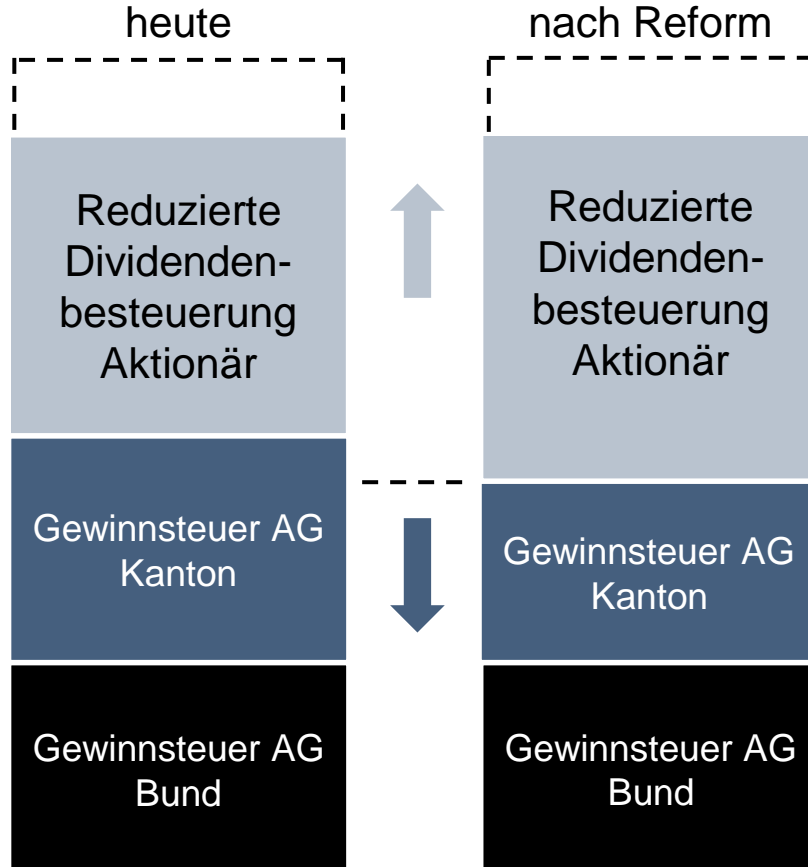 heute
nach Reform
Reduzierte
Dividenden-
besteuerung
Aktionär
Reduzierte
Dividenden-
besteuerung
Aktionär
Gewinnsteuer AG
Kanton
Gewinnsteuer AG
Kanton
Gewinnsteuer AG
Bund
Gewinnsteuer AG
Bund